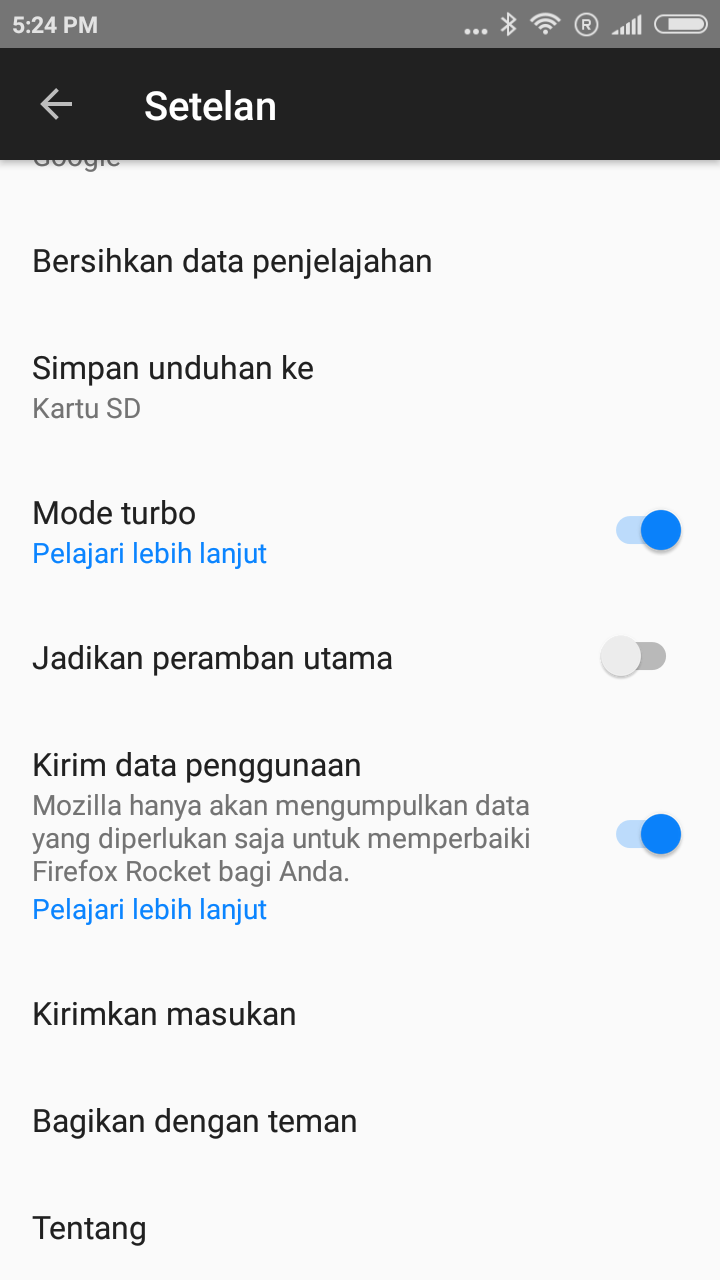 5:24 PM
R
Setelan
Google
Bersihkan data penjelajahan
Simpan unduhan ke
Kartu SD
Mode turbo
Pelajari lebih lanjut
Jadikan peramban utama
Kirim data penggunaan
Mozilla hanya akan mengumpulkan data
yang diperlukan saja untuk memperbaiki
Firefox Rocket bagi Anda.
Pelajari lebih lanjut
Kirimkan masukan
Bagikan dengan teman
Tentang